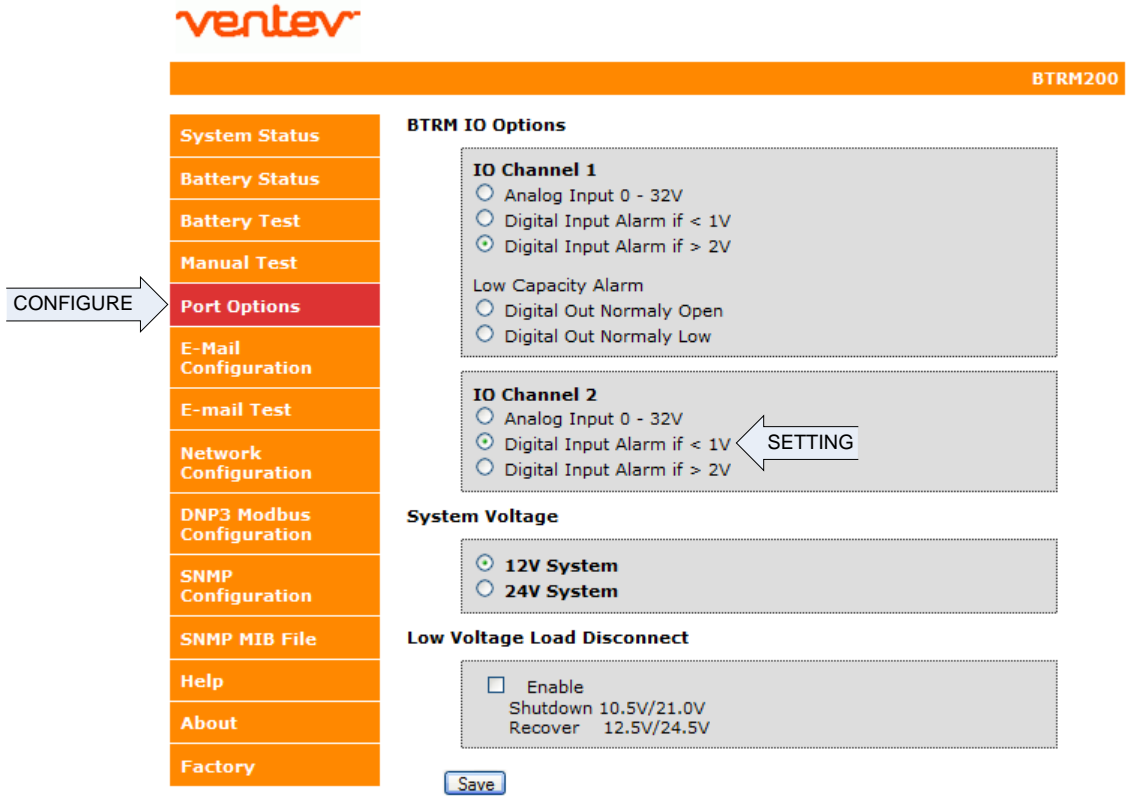 ventev
BTRM200
System Status
Battery Status
Battery Test
Manual Test
CONFIGURE
Port Options
E-Mail
Configuration
E-mail Test
Network
Configuration
DNP3 Modbus
Configuration
SNMP
Configuration
SNMP MIB File
Help
About
Factory
BTRM IO Options
IO Channel 1
Analog Input 0 - 32V
Digital Input Alarm if < 1V
Digital Input Alarm if > 2V
Low Capacity Alarm
Digital Out Normaly Open
Digital Out Normaly Low
IO Channel 2
Analog Input 0 - 32V
Digital Input Alarm if < 1V
SETTING
Digital Input Alarm if > 2V
System Voltage
12V System
24V System
Low Voltage Load Disconnect
Enable
Shutdown 10.5V/21.0V
Recover 12.5V/24.5V
Save